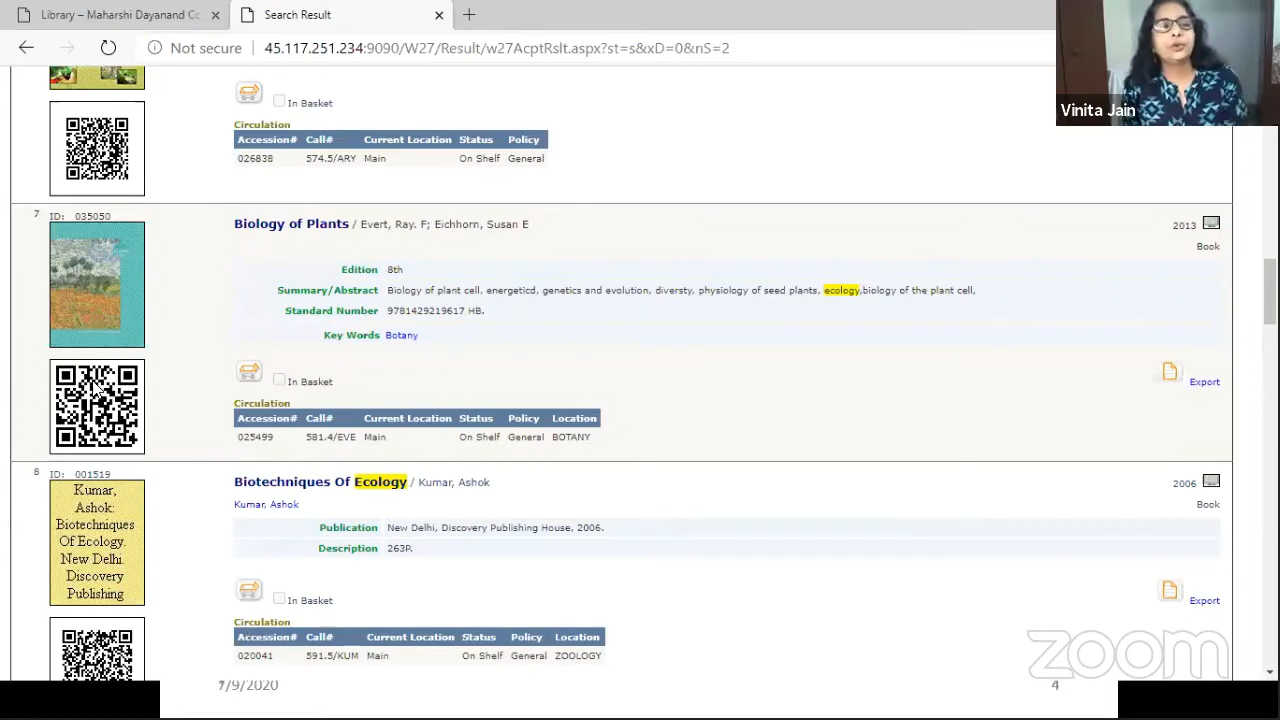 Library – Maharshi Dayanand Co
Search Result
Not secure
45.117.251.234:9090/W27/Result/w27AcptRslt.aspx?st=s&xD=0&nS=2
Vinita Jain
In Basket
Circulation
Accession# Call# Current Location Status Policy
026838 574.5/ARY Main On Shelf General
7 ID: 035050
Biology of Plants / Evert, Ray. F; Eichhorn, Susan E
2013
Book
Edition 8th
Summary/Abstract Biology of plant cell, energeticd, genetics and evolution, diversty, physiology of seed plants, ecology,biology of the plant cell,
Standard Number 9781429219617 HB.
Key Words Botany
In Basket
Export
Circulation
Accession# Call# Current Location Status Policy Location
025499 581.4/EVE Main On Shelf General BOTANY
8 ID: 001519
Kumar,
Ashok:
Biotechniques
Of Ecology.
New Delhi.
Discovery
Publishing
Biotechniques Of Ecology / Kumar, Ashok
2006
Kumar, Ashok
Book
Publication New Delhi, Discovery Publishing House, 2006.
Description 263P.
In Basket
Export
Circulation
Accession# Call# Current Location Status Policy Location
020041 591.5/KUM Main On Shelf General ZOOLOGY
zoom
7/9/2020
4